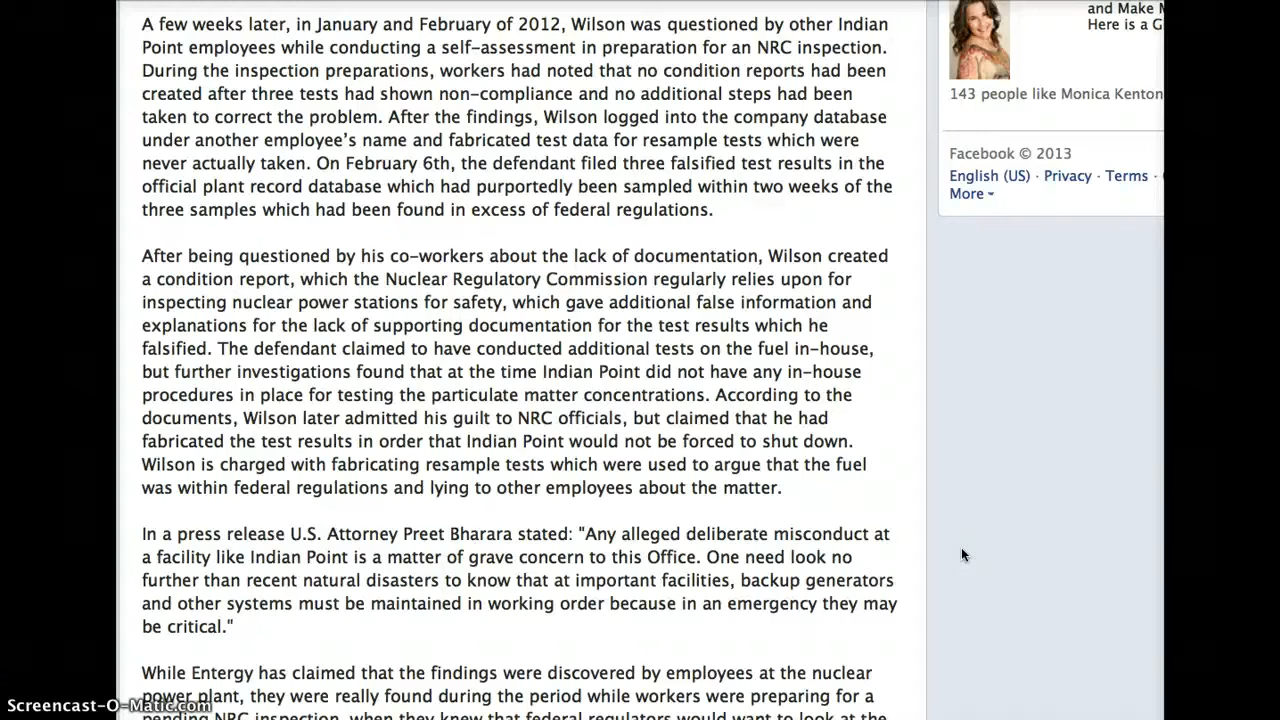 A few weeks later, in January and February of 2012, Wilson was questioned by other Indian
Point employees while conducting a self-assessment in preparation for an NRC inspection.
During the inspection preparations, workers had noted that no condition reports had been
created after three tests had shown non-compliance and no additional steps had been
taken to correct the problem. After the findings, Wilson logged into the company database
under another employee's name and fabricated test data for resample tests which were
never actually taken. On February 6th, the defendant filed three falsified test results in the
official plant record database which had purportedly been sampled within two weeks of the
three samples which had been found in excess of federal regulations.
After being questioned by his co-workers about the lack of documentation, Wilson created
a condition report, which the Nuclear Regulatory Commission regularly relies upon for
inspecting nuclear power stations for safety, which gave additional false information and
explanations for the lack of supporting documentation for the test results which he
falsified. The defendant claimed to have conducted additional tests on the fuel in-house,
but further investigations found that at the time Indian Point did not have any in-house
procedures in place for testing the particulate matter concentrations. According to the
documents, Wilson later admitted his guilt to NRC officials, but claimed that he had
fabricated the test results in order that Indian Point would not be forced to shut down.
Wilson is charged with fabricating resample tests which were used to argue that the fuel
was within federal regulations and lying to other employees about the matter.
In a press release U.S. Attorney Preet Bharara stated: "Any alleged deliberate misconduct at
a facility like Indian Point is a matter of grave concern to this Office. One need look no
further than recent natural disasters to know that at important facilities, backup generators
and other systems must be maintained in working order because in an emergency they may
be critical."
While Entergy has claimed that the findings were discovered by employees at the nuclear
power plant, they were really found during the period while workers were preparing for a
pending NRC inspection, when they knew that federal regulators would want to look at the
and Make M
Here is a G
143 people like Monica Kenton
Facebook © 2013
English (US) · Privacy · Terms ·
More
Screencast-O-Matic.com